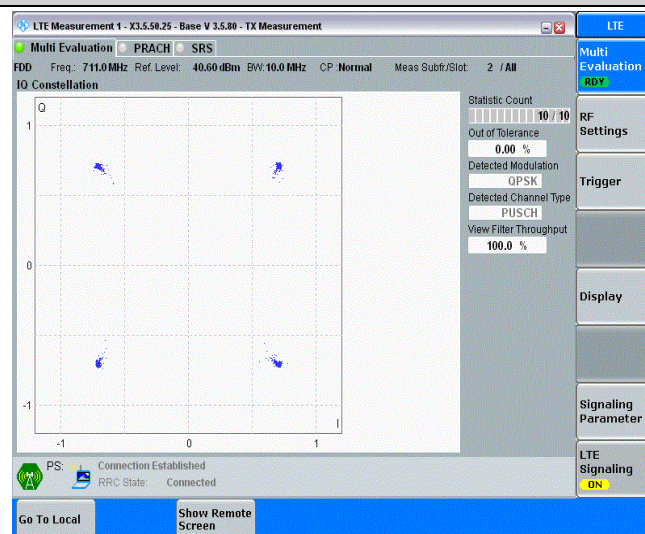 LTE Measurement 1 - X3.5.50.25 - Base V 3.5.80 - TX Measurement
LTE
Multi Evaluation PRACH SRS
FDD Freq.: 711.0 MHz Ref. Level: 40.60 dBm BW: 10.0 MHz CP :Normal Meas Subfr./Slot: 2 / All
IQ Constellation
Q
1
0
-1
-1 0 1
I
Statistic Count
10 / 10
Out of Tolerance
0.00 %
Detected Modulation
QPSK
Detected Channel Type
PUSCH
View Filter Throughput
100.0 %
Multi
Evaluation
RDY
RF
Settings
Trigger
Display
Signaling
Parameter
LTE
Signaling
ON
PS: Connection Established
RRC State: Connected
Go To Local
Show Remote
Screen